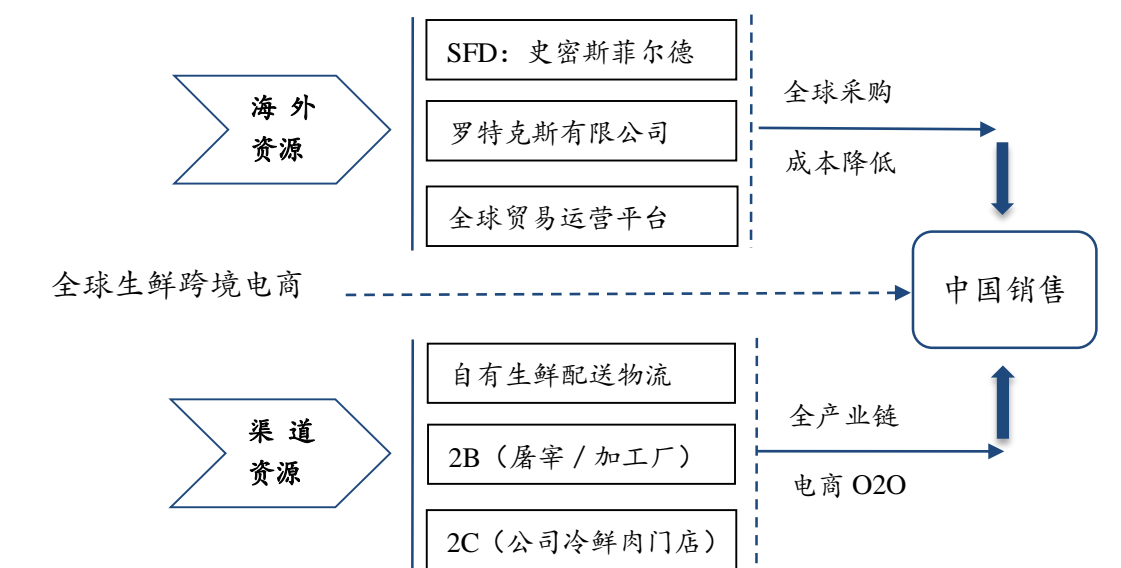 SFD：史密斯菲尔德
海 外
资源
全球采购
罗特克斯有限公司
成本降低
全球贸易运营平台
全球生鲜跨境电商
中国销售
自有生鲜配送物流
渠 道
资源
全产业链
2B（屠宰／加工厂）
电商 O2O
2C（公司冷鲜肉门店）